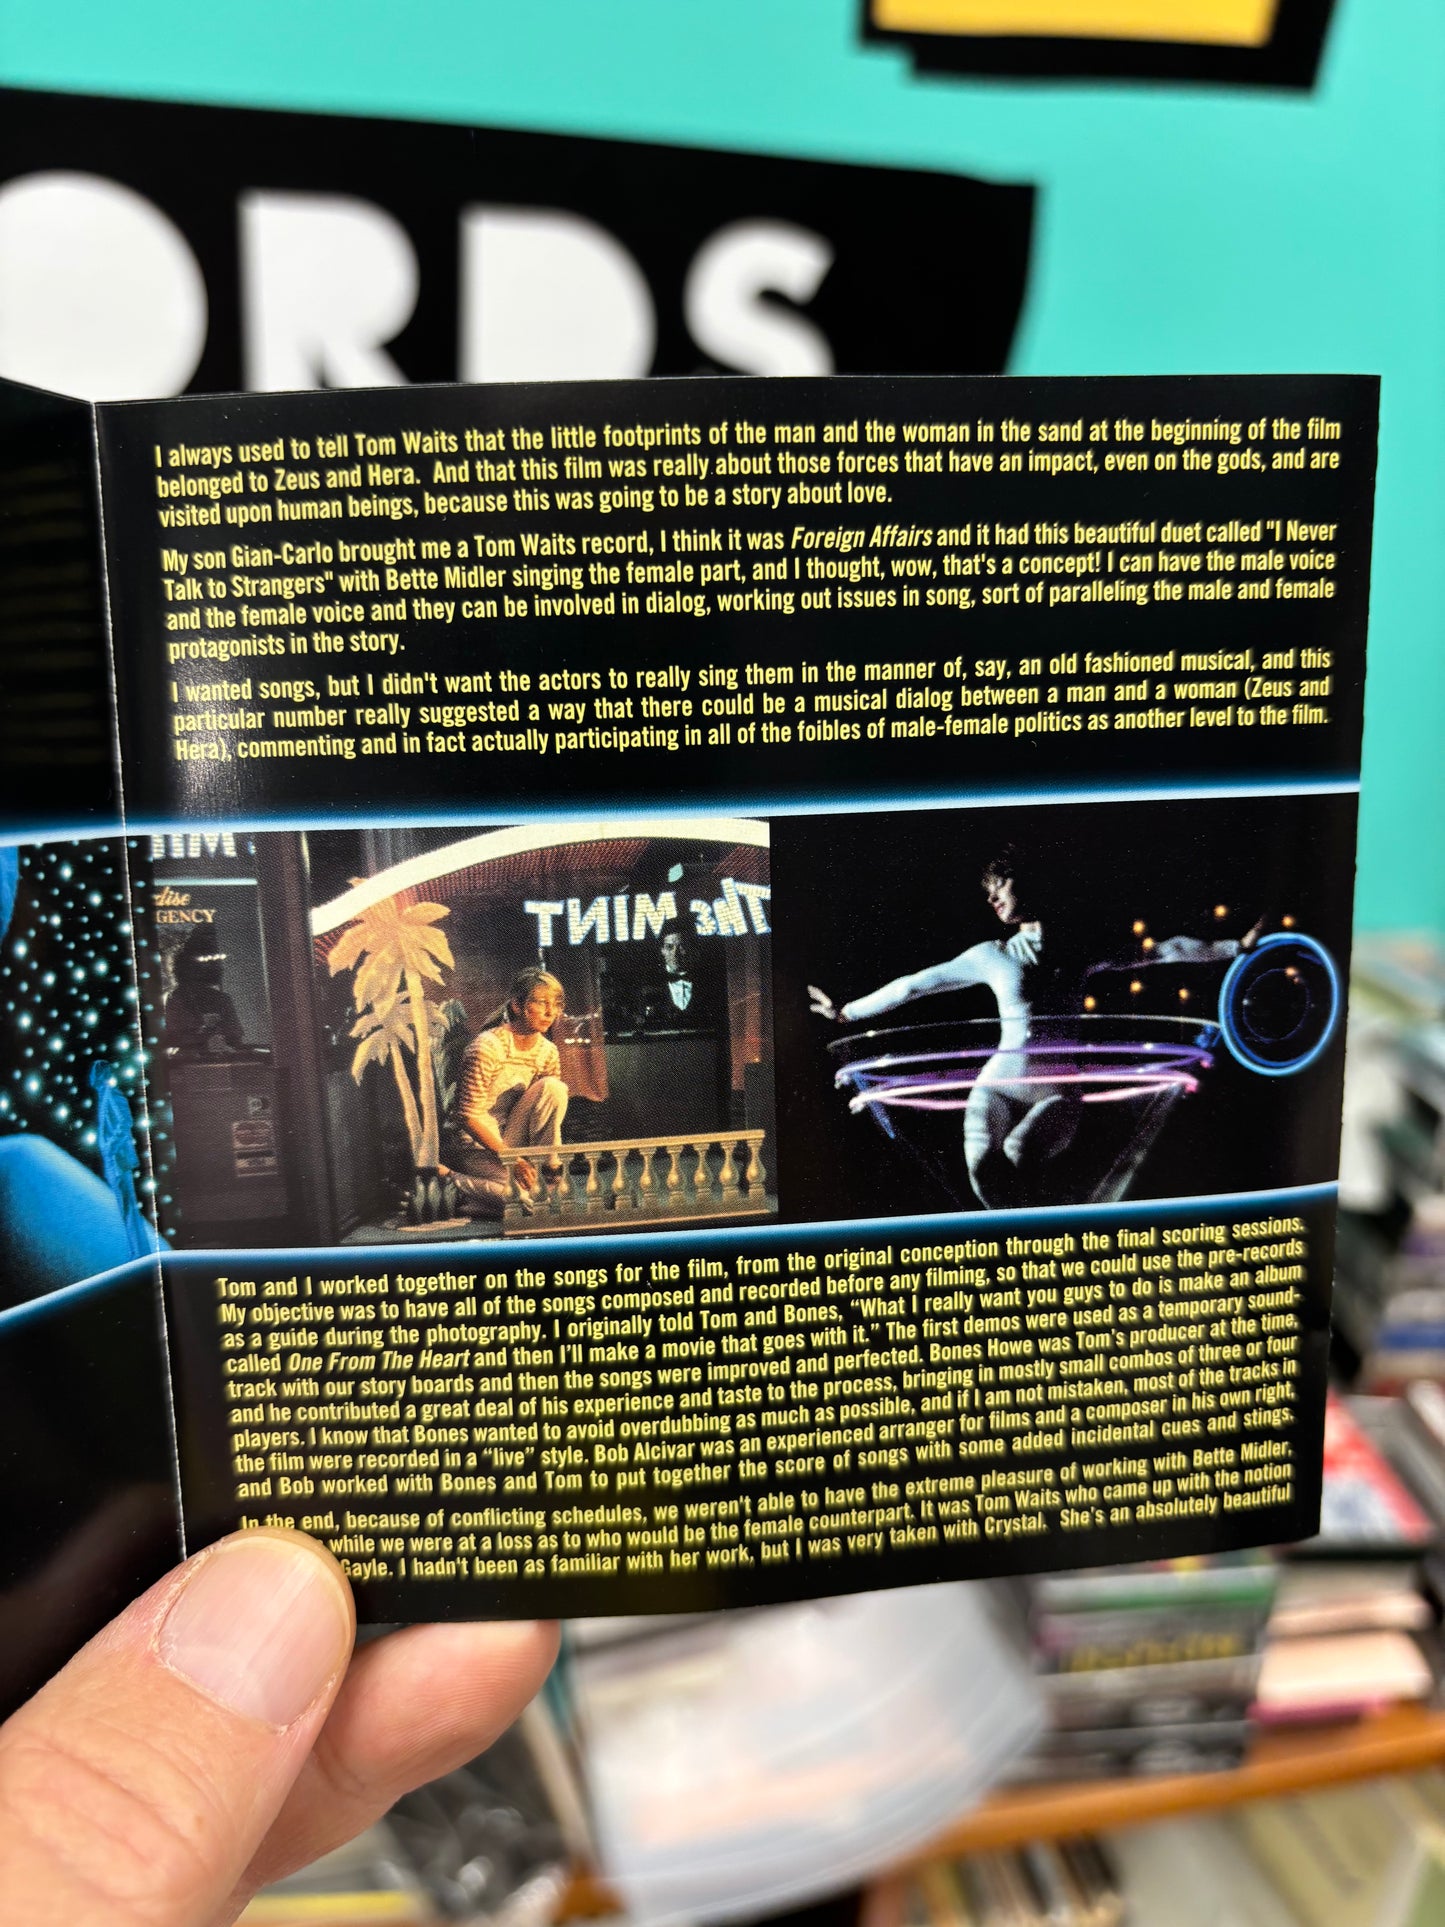 ORDS
I always used to tell Tom Waits that the little footprints of the man and the woman in the sand at the beginning of the film
belonged to Zeus and Hera. And that this film was really about those forces that have an impact, even on the gods, and are
visited upon human beings, because this was going to be a story about love.
My son Gian-Carlo brought me a Tom Waits record, I think it was Foreign Affairs and it had this beautiful duet called "I Never
Talk to Strangers" with Bette Midler singing the female part, and I thought, wow, that's a concept! I can have the male voice
and the female voice and they can be involved in dialog, working out issues in song, sort of paralleling the male and female
protagonists in the story.
I wanted songs, but I didn't want the actors to really sing them in the manner of, say, an old fashioned musical, and this
particular number really suggested a way that there could be a musical dialog between a man and a woman (Zeus and
Hera), commenting and in fact actually participating in all of the foibles of male-female politics as another level to the film.
GENCY
THE MINT
Tom and I worked together on the songs for the film, from the original conception through the final scoring sessions.
My objective was to have all of the songs composed and recorded before any filming, so that we could use the pre-records
as a guide during the photography. I originally told Tom and Bones, “What I really want you guys to do is make an album
called One From The Heart and then I'll make a movie that goes with it.” The first demos were used as a temporary sound-
track with our story boards and then the songs were improved and perfected. Bones Howe was Tom's producer at the time,
and he contributed a great deal of his experience and taste to the process, bringing in mostly small combos of three or four
players. I know that Bones wanted to avoid overdubbing as much as possible, and if I am not mistaken, most of the tracks in
the film were recorded in a “live” style. Bob Alcivar was an experienced arranger for films and a composer in his own right,
and Bob worked with Bones and Tom to put together the score of songs with some added incidental cues and stings.
In the end, because of conflicting schedules, we weren't able to have the extreme pleasure of working with Bette Midler,
while we were at a loss as to who would be the female counterpart. It was Tom Waits who came up with the notion
Gayle. I hadn't been as familiar with her work, but I was very taken with Crystal. She's an absolutely beautiful